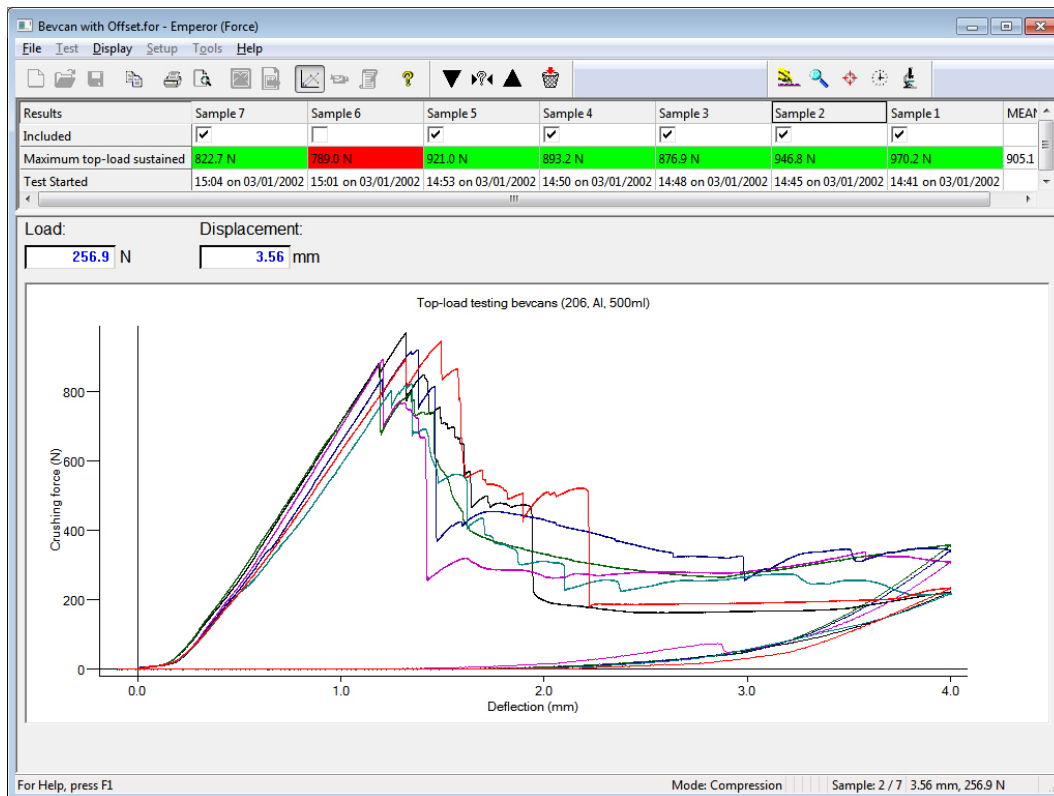 Bevcan with Offset.for - Emperor (Force)
File Test Display Setup Tools Help
Results Sample 7 Sample 6 Sample 5 Sample 4 Sample 3 Sample 2 Sample 1 MEAN
Included
Maximum top-load sustained 822.7 N 789.0 N 921.0 N 893.2 N 876.9 N 946.8 N 970.2 N 905.1
Test Started 15:04 on 03/01/2002 15:01 on 03/01/2002 14:53 on 03/01/2002 14:50 on 03/01/2002 14:48 on 03/01/2002 14:45 on 03/01/2002 14:41 on 03/01/2002
Load: Displacement:
256.9 N 3.56 mm
Top-load testing bevcans (206, Al, 500ml)
Crushing force (N)
800
600
400
200
0
0.0 1.0 2.0 3.0 4.0
Deflection (mm)
For Help, press F1 Mode: Compression Sample: 2 / 7 3.56 mm, 256.9 N